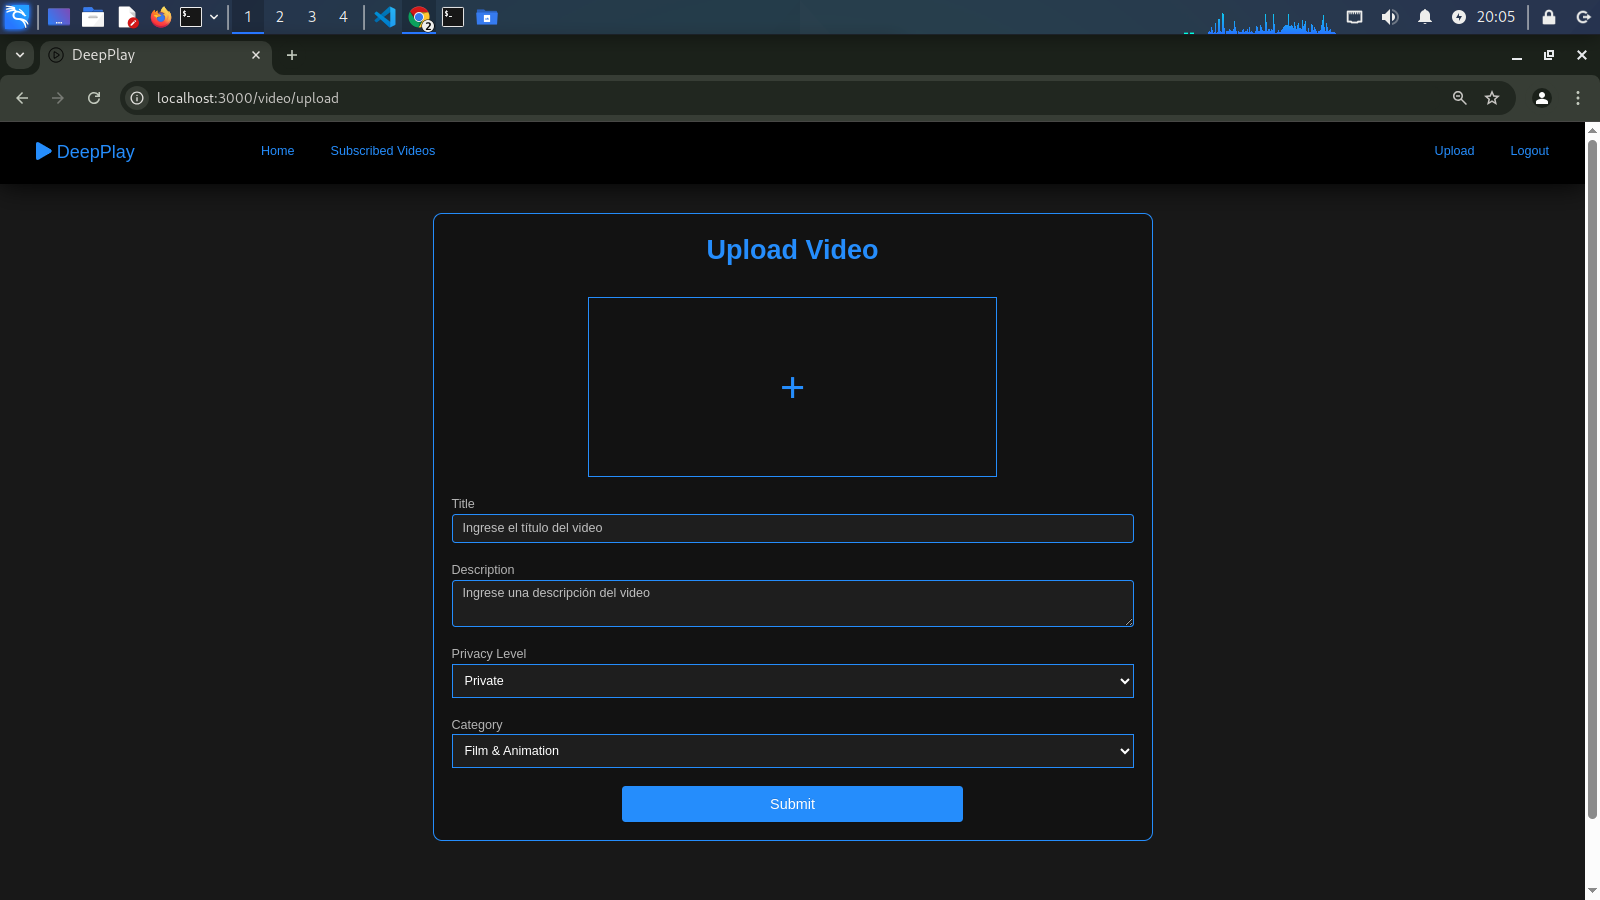 1 2 3 4 2 20:05
DeepPlay
localhost:3000/video/upload
DeepPlay Home Subscribed Videos Upload Logout
Upload Video
+
Title
Ingrese el título del video
Description
Ingrese una descripción del video
Privacy Level
Private
Category
Film & Animation
Submit